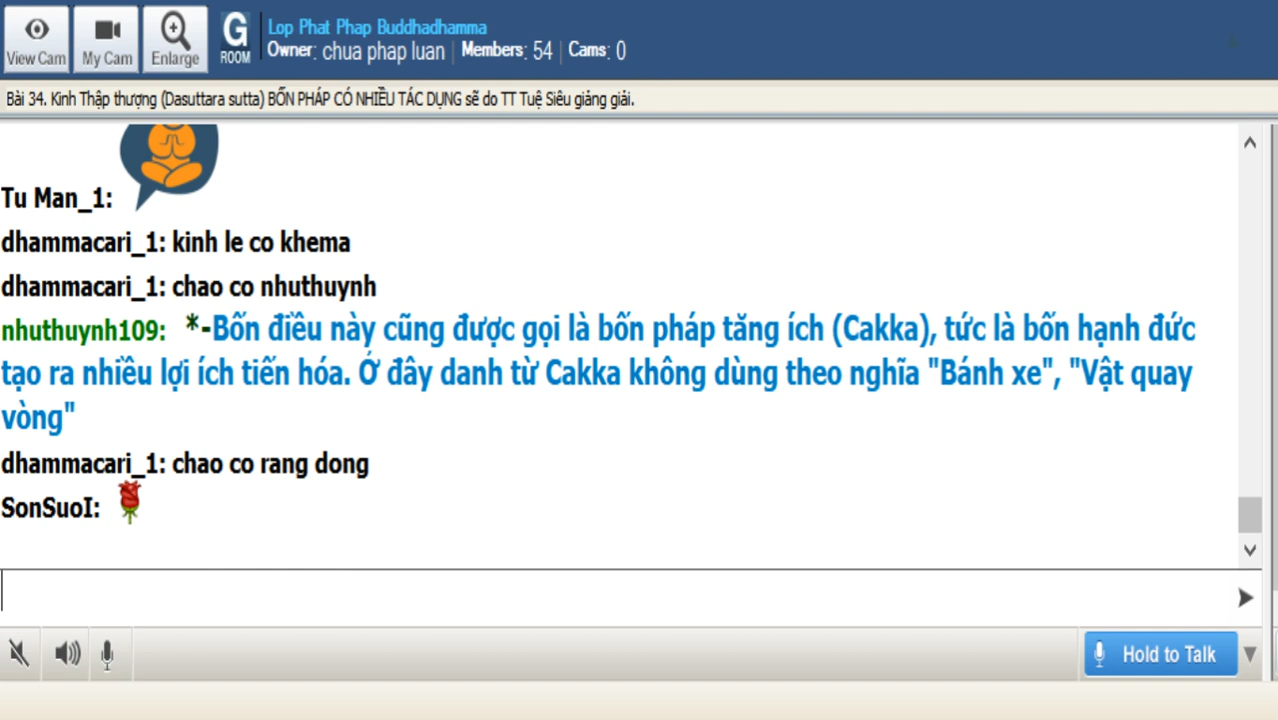 View Cam
My Cam
Enlarge
G
ROOM
Lop Phat Phap Buddhadhamma
Owner: chua phap luan | Members: 54 | Cams: 0
Bài 34. Kinh Thập thượng (Dasuttara sutta) BỐN PHÁP CÓ NHIỀU TÁC DỤNG sẽ do TT Tuệ Siêu giảng giải.
Tu Man_1:
dhammacari_1: kinh le co khema
dhammacari_1: chao co nhuthuynh
nhuthuynh109: *-Bốn điều này cũng được gọi là bốn pháp tăng ích (Cakka), tức là bốn hạnh đức
tạo ra nhiều lợi ích tiến hóa. Ở đây danh từ Cakka không dùng theo nghĩa "Bánh xe", "Vật quay
vòng"
dhammacari_1: chao co rang dong
SonSuoI:
Hold to Talk